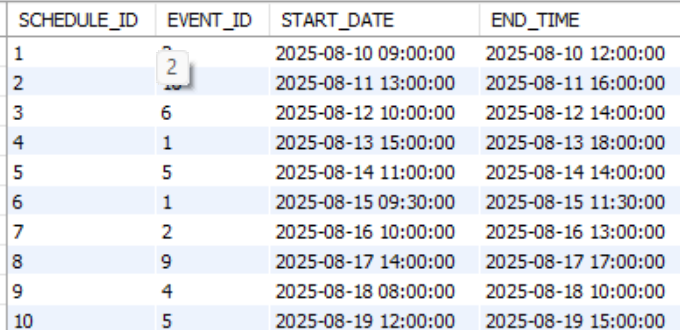 SCHEDULE_ID EVENT_ID START_DATE END_TIME
1 2 2025-08-10 09:00:00 2025-08-10 12:00:00
2
2 2025-08-11 13:00:00 2025-08-11 16:00:00
3 6 2025-08-12 10:00:00 2025-08-12 14:00:00
4 1 2025-08-13 15:00:00 2025-08-13 18:00:00
5 5 2025-08-14 11:00:00 2025-08-14 14:00:00
6 1 2025-08-15 09:30:00 2025-08-15 11:30:00
7 2 2025-08-16 10:00:00 2025-08-16 13:00:00
8 9 2025-08-17 14:00:00 2025-08-17 17:00:00
9 4 2025-08-18 08:00:00 2025-08-18 10:00:00
10 5 2025-08-19 12:00:00 2025-08-19 15:00:00